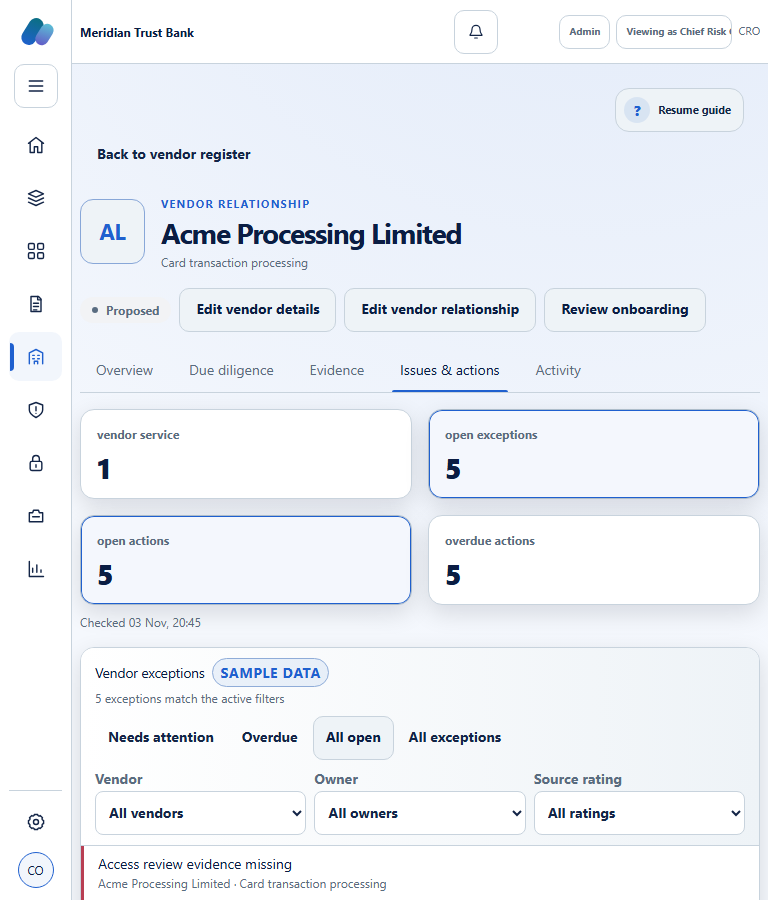 Meridian Trust Bank
Admin
Viewing as Chief Risk
CRO
? Resume guide
Back to vendor register
AL
VENDOR RELATIONSHIP
Acme Processing Limited
Card transaction processing
Proposed
Edit vendor details
Edit vendor relationship
Review onboarding
Overview
Due diligence
Evidence
Issues & actions
Activity
vendor service
1
open exceptions
5
open actions
5
overdue actions
5
Checked 03 Nov, 20:45
Vendor exceptions
SAMPLE DATA
5 exceptions match the active filters
Needs attention
Overdue
All open
All exceptions
Vendor
Owner
Source rating
All vendors
All owners
All ratings
Access review evidence missing
Acme Processing Limited · Card transaction processing
CO